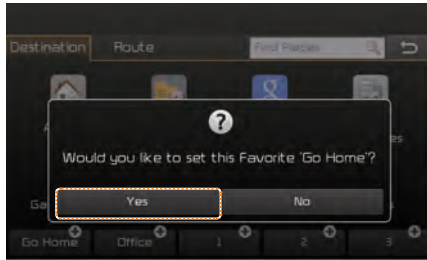 Destination Route Find Places
Would you like to set this Favorite 'Go Home'?
Yes No
Go Home Office 1 2 3